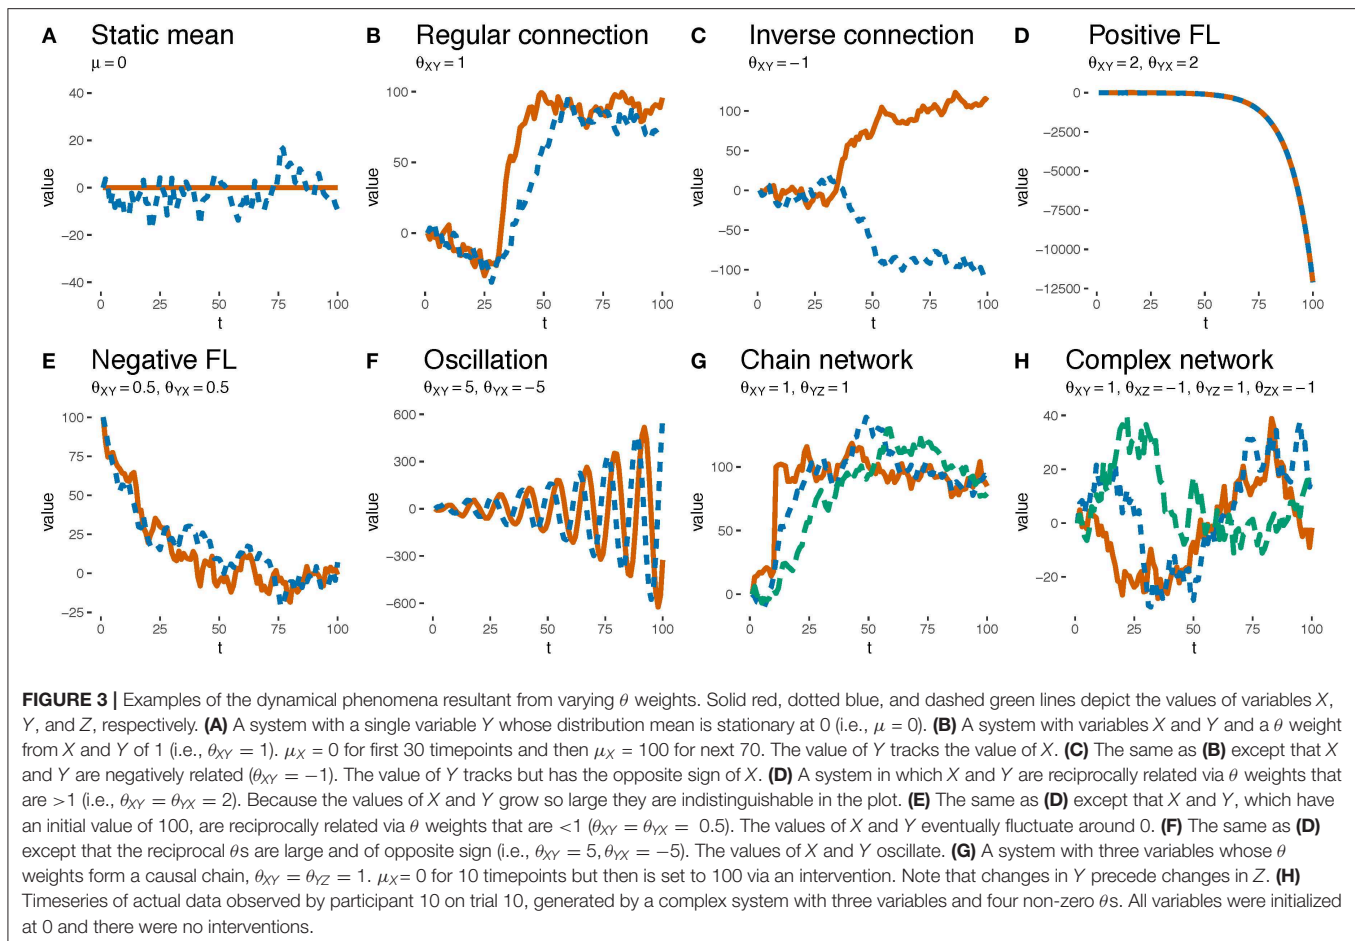 A Static mean
μ = 0
40
20
0
−20
−40
value
0 25 50 75 100
t
B Regular connection
θXY = 1
100
50
0
value
0 25 50 75 100
t
C Inverse connection
θXY = −1
100
50
0
−50
−100
value
0 25 50 75 100
t
D Positive FL
θXY = 2, θYX = 2
0
−2500
−5000
−7500
−10000
−12500
value
0 25 50 75 100
t
E Negative FL
θXY = 0.5, θYX = 0.5
100
75
50
25
0
−25
value
0 25 50 75 100
t
F Oscillation
θXY = 5, θYX = −5
600
300
0
−300
−600
value
0 25 50 75 100
t
G Chain network
θXY = 1, θYZ = 1
100
50
0
value
0 25 50 75 100
t
H Complex network
θXY = 1, θXZ = −1, θYZ = 1, θZX = −1
40
20
0
−20
value
0 25 50 75 100
t
FIGURE 3 | Examples of the dynamical phenomena resultant from varying θ weights. Solid red, dotted blue, and dashed green lines depict the values of variables X,
Y, and Z, respectively. (A) A system with a single variable Y whose distribution mean is stationary at 0 (i.e., μ = 0). (B) A system with variables X and Y and a θ weight
from X and Y of 1 (i.e., θXY = 1). μX = 0 for first 30 timepoints and then μX = 100 for next 70. The value of Y tracks the value of X. (C) The same as (B) except that X
and Y are negatively related (θXY = −1). The value of Y tracks but has the opposite sign of X. (D) A system in which X and Y are reciprocally related via θ weights that
are >1 (i.e., θXY = θYX = 2). Because the values of X and Y grow so large they are indistinguishable in the plot. (E) The same as (D) except that X and Y, which have
an initial value of 100, are reciprocally related via θ weights that are <1 (θXY = θYX = 0.5). The values of X and Y eventually fluctuate around 0. (F) The same as (D)
except that the reciprocal θs are large and of opposite sign (i.e., θXY = 5, θYX = −5). The values of X and Y oscillate. (G) A system with three variables whose θ
weights form a causal chain, θXY = θYZ = 1. μX= 0 for 10 timepoints but then is set to 100 via an intervention. Note that changes in Y precede changes in Z. (H)
Timeseries of actual data observed by participant 10 on trial 10, generated by a complex system with three variables and four non-zero θs. All variables were initialized
at 0 and there were no interventions.